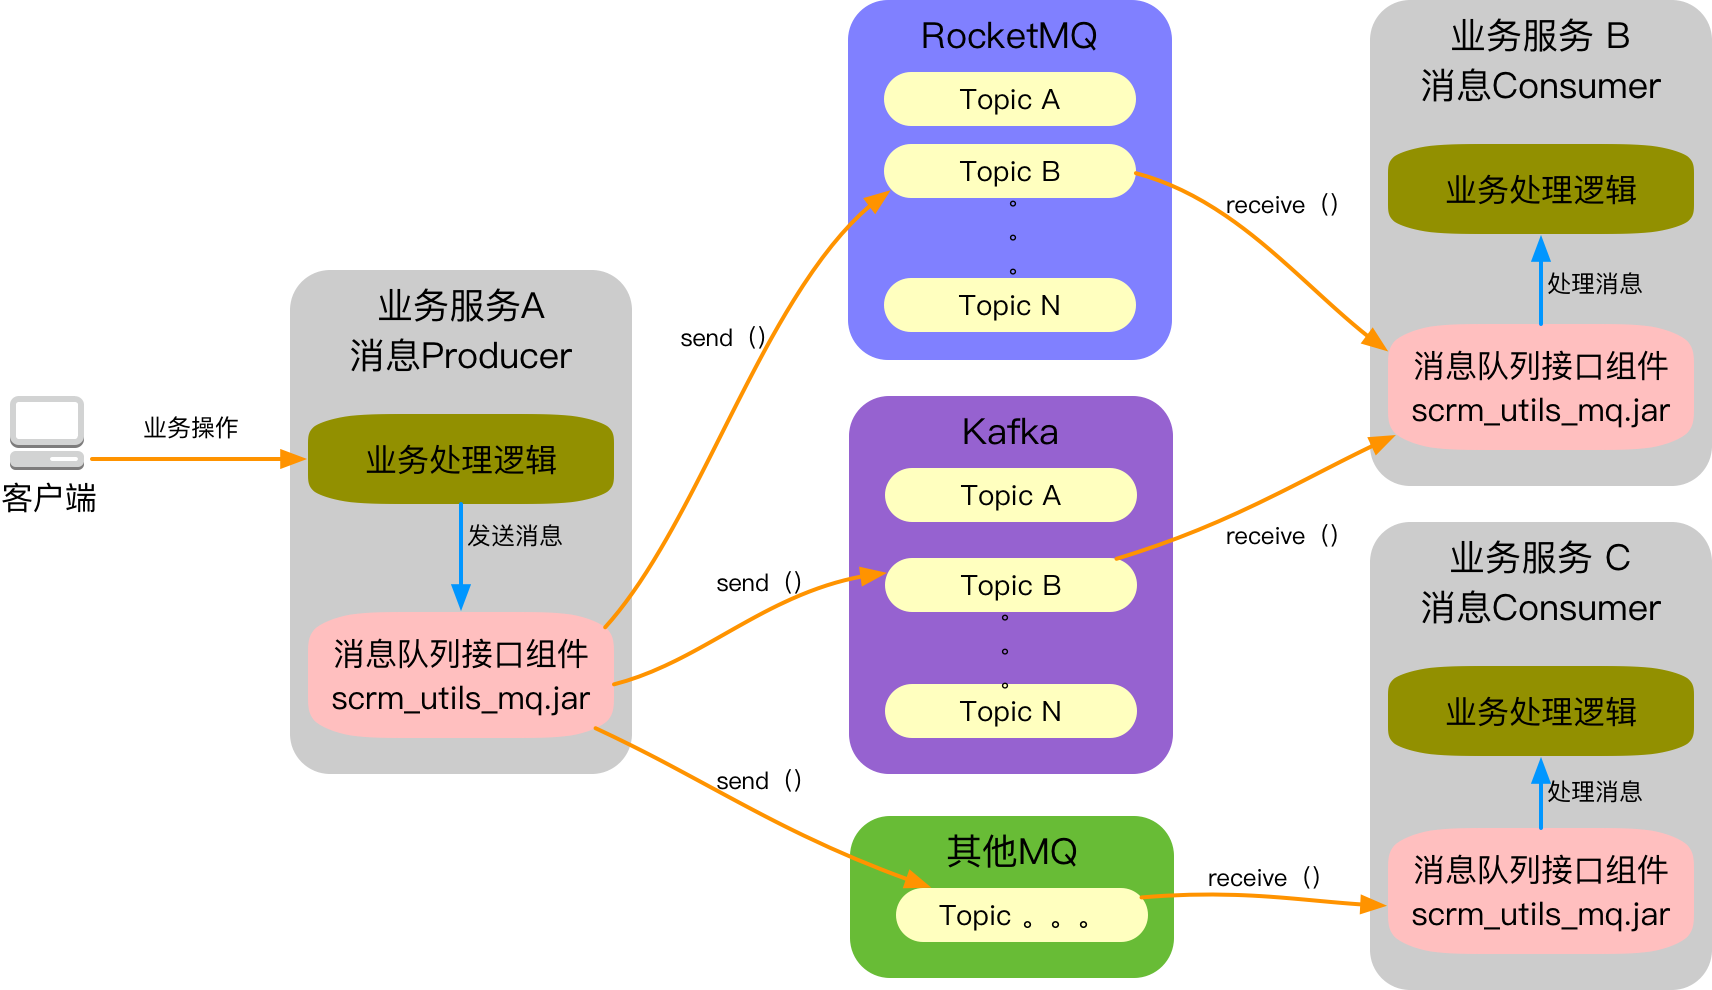 客户端
业务操作
业务服务A
消息Producer
业务处理逻辑
发送消息
消息队列接口组件
scrm_utils_mq.jar
send（）
send（）
send（）
RocketMQ
Topic A
Topic B
。
。
。
Topic N
Kafka
Topic A
Topic B
。
。
。
Topic N
其他MQ
Topic 。。。
receive（）
receive（）
receive（）
业务服务 B
消息Consumer
业务处理逻辑
处理消息
消息队列接口组件
scrm_utils_mq.jar
业务服务 C
消息Consumer
业务处理逻辑
处理消息
消息队列接口组件
scrm_utils_mq.jar